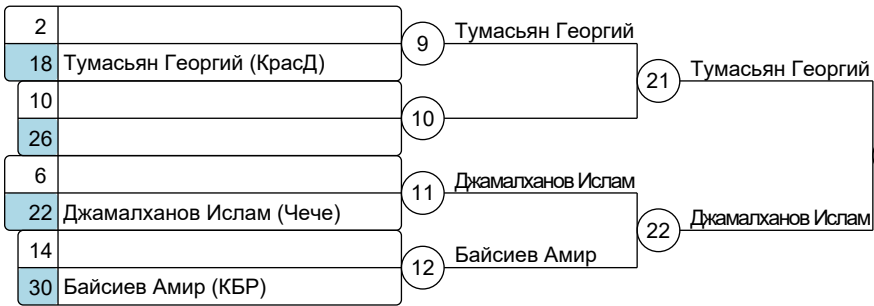 2
18 Тумасьян Георгий (КрасД)
9 Тумасьян Георгий
10
26
10
21 Тумасьян Георгий
6
22 Джамалханов Ислам (Чече)
11 Джамалханов Ислам
14
30 Байсиев Амир (КБР)
12 Байсиев Амир
22 Джамалханов Ислам